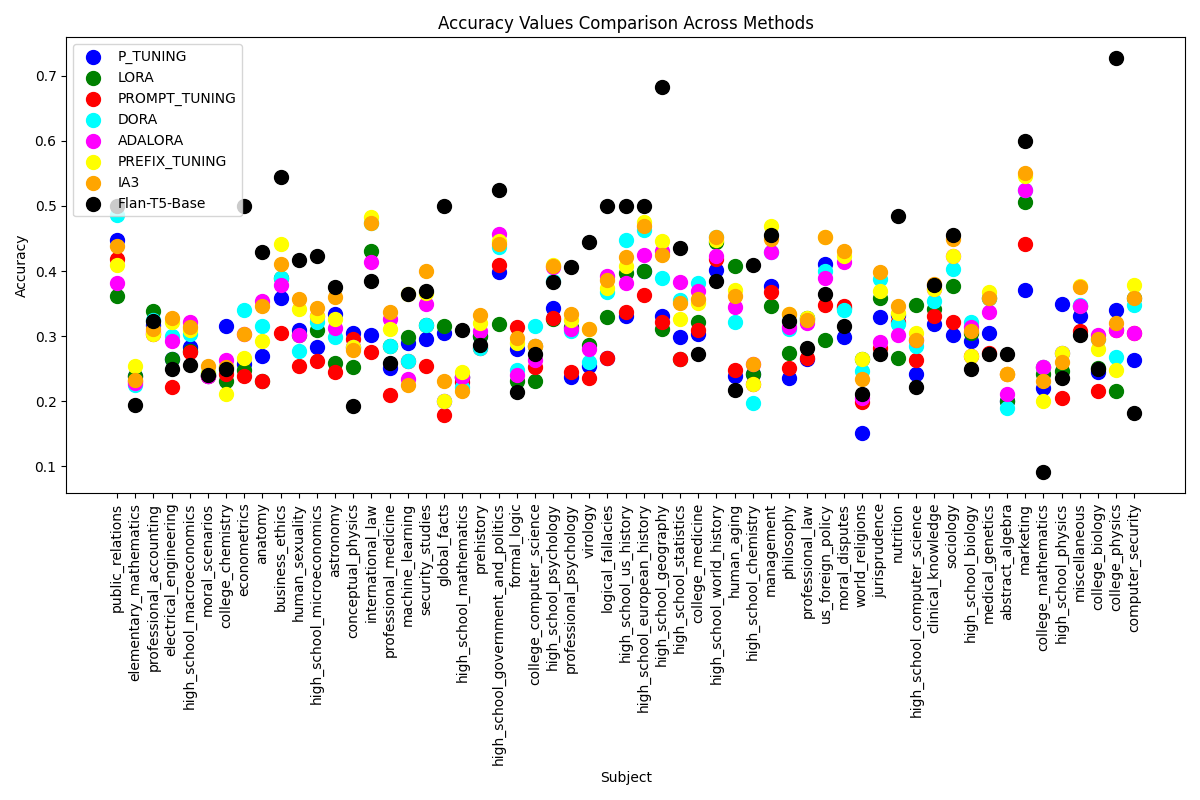 Accuracy Values Comparison Across Methods
P_TUNING
LORA
PROMPT_TUNING
DORA
ADALORA
PREFIX_TUNING
IA3
Flan-T5-Base
Accuracy
0.7
0.6
0.5
0.4
0.3
0.2
0.1
public_relations
elementary_mathematics
professional_accounting
electrical_engineering
high_school_macroeconomics
moral_scenarios
college_chemistry
econometrics
anatomy
business_ethics
human_sexuality
high_school_microeconomics
astronomy
conceptual_physics
international_law
professional_medicine
machine_learning
security_studies
global_facts
high_school_mathematics
prehistory
high_school_government_and_politics
formal_logic
college_computer_science
high_school_psychology
professional_psychology
virology
logical_fallacies
high_school_us_history
high_school_european_history
high_school_geography
high_school_statistics
college_medicine
high_school_world_history
human_aging
high_school_chemistry
management
philosophy
professional_law
us_foreign_policy
moral_disputes
world_religions
jurisprudence
nutrition
high_school_computer_science
clinical_knowledge
sociology
high_school_biology
medical_genetics
abstract_algebra
marketing
college_mathematics
high_school_physics
miscellaneous
college_biology
college_physics
computer_security
Subject